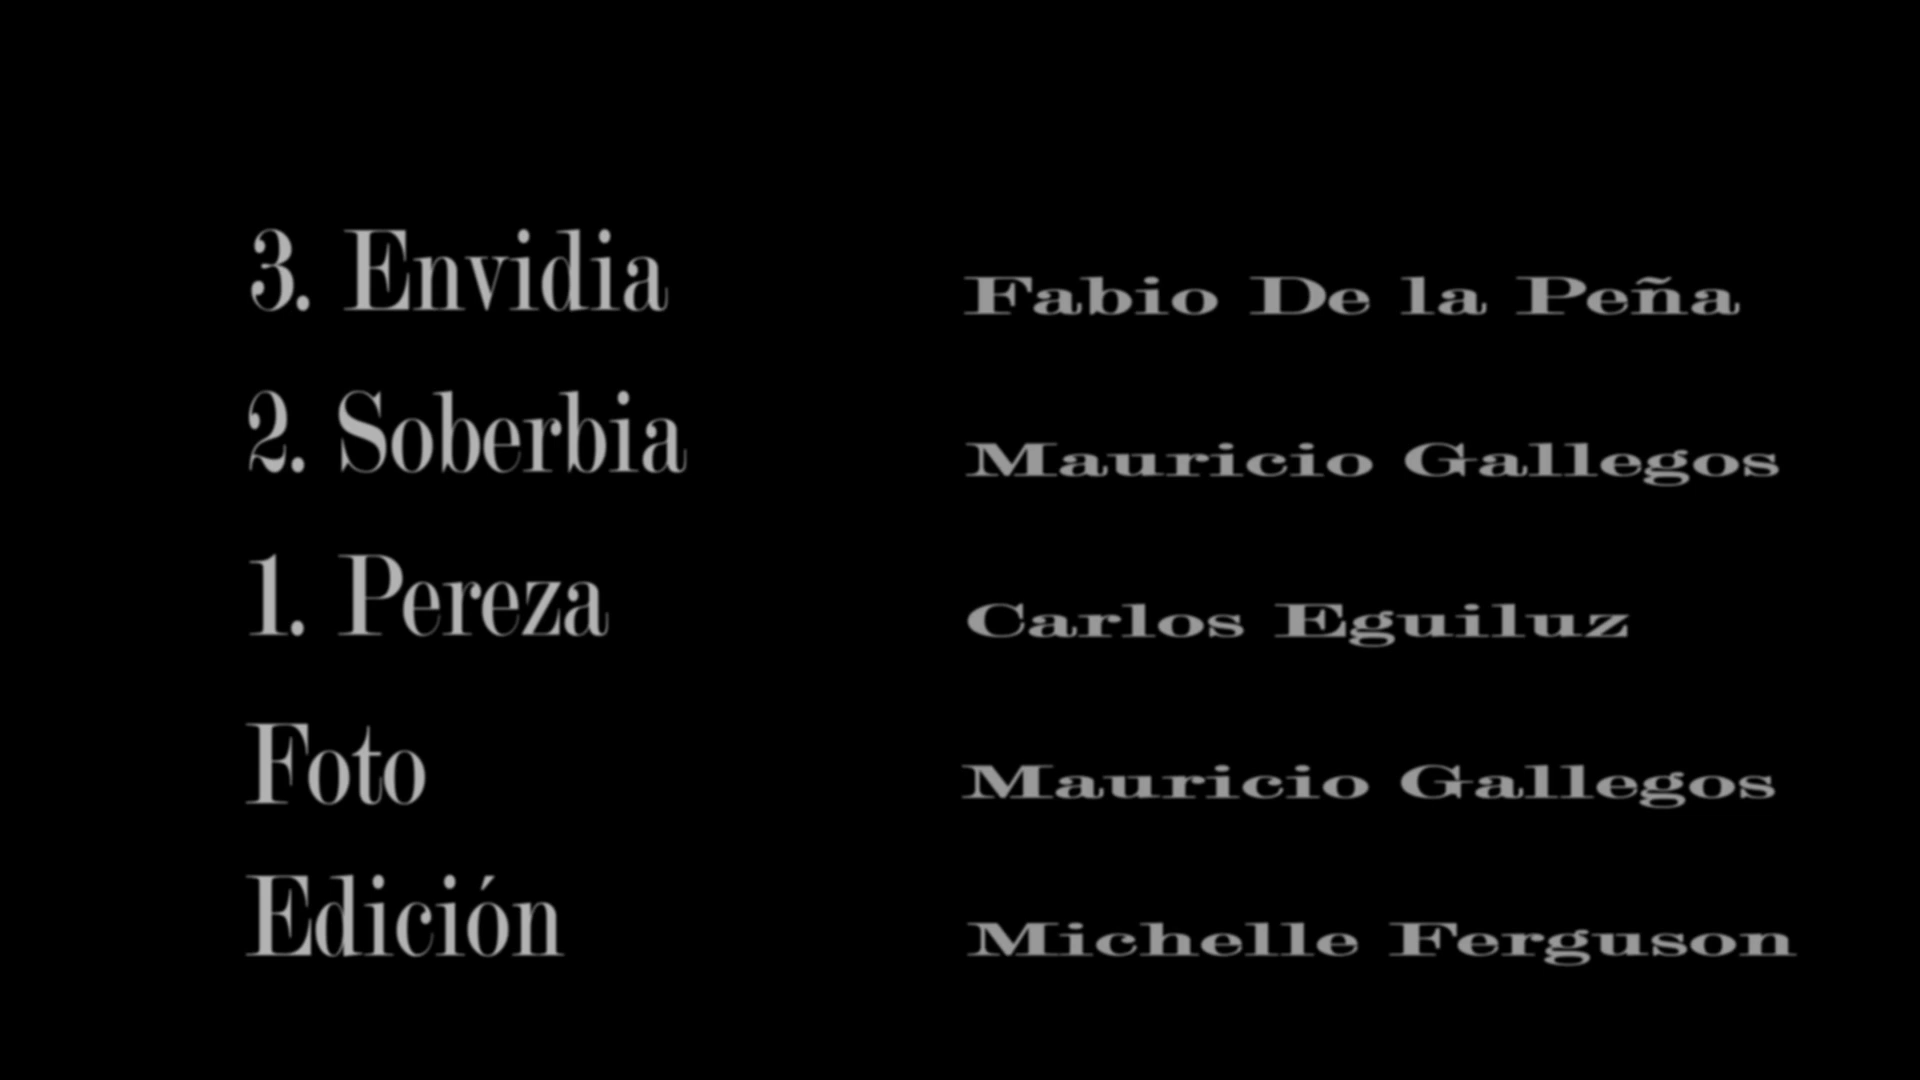 3. Envidia Fabio De la Peña
2. Soberbia Mauricio Gallegos
1. Pereza Carlos Eguiluz
Foto Mauricio Gallegos
Edición Michelle Ferguson